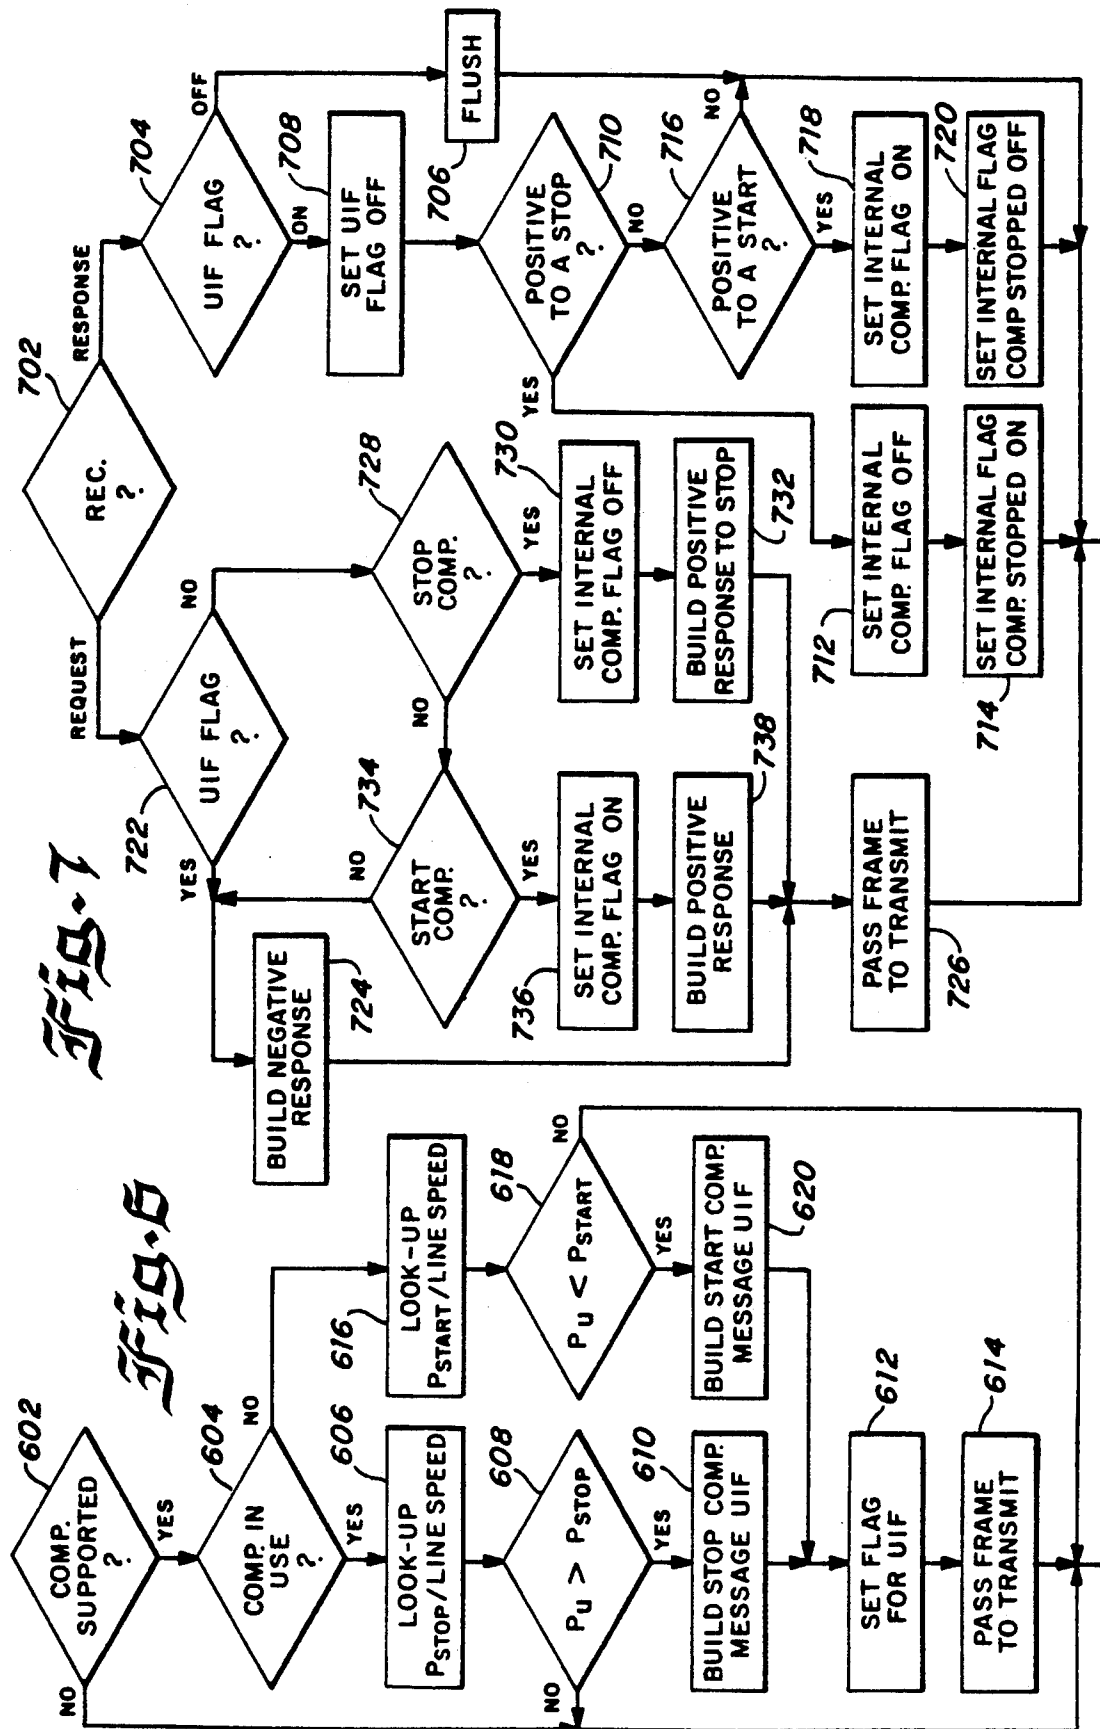 Fig. 6
602
COMP.
SUPPORTED
?
NO
YES
604
COMP. IN
USE
?
NO
YES
606
LOOK-UP
PSTOP/LINE SPEED
616
LOOK-UP
PSTART/LINE SPEED
608
PU > PSTOP
NO
YES
618
PU < PSTART
NO
YES
610
BUILD STOP COMP.
MESSAGE UIF
620
BUILD START COMP.
MESSAGE UIF
612
SET FLAG
FOR UIF
614
PASS FRAME
TO TRANSMIT
Fig. 7
702
REC.
?.
REQUEST
RESPONSE
722
UIF FLAG
?.
YES
NO
704
UIF FLAG
?.
OFF
ON
724
BUILD NEGATIVE
RESPONSE
708
SET UIF
FLAG OFF
706
FLUSH
734
START
COMP.
?.
NO
YES
728
STOP
COMP.
?.
NO
YES
710
POSITIVE
TO A STOP
?
YES
NO
736
SET INTERNAL
COMP. FLAG ON
730
SET INTERNAL
COMP. FLAG OFF
716
POSITIVE
TO A START
?.
NO
YES
738
BUILD POSITIVE
RESPONSE
732
BUILD POSITIVE
RESPONSE TO STOP
726
PASS FRAME
TO TRANSMIT
712
SET INTERNAL
COMP. FLAG OFF
718
SET INTERNAL
COMP. FLAG ON
714
SET INTERNAL FLAG
COMP. STOPPED ON
720
SET INTERNAL FLAG
COMP STOPPED OFF